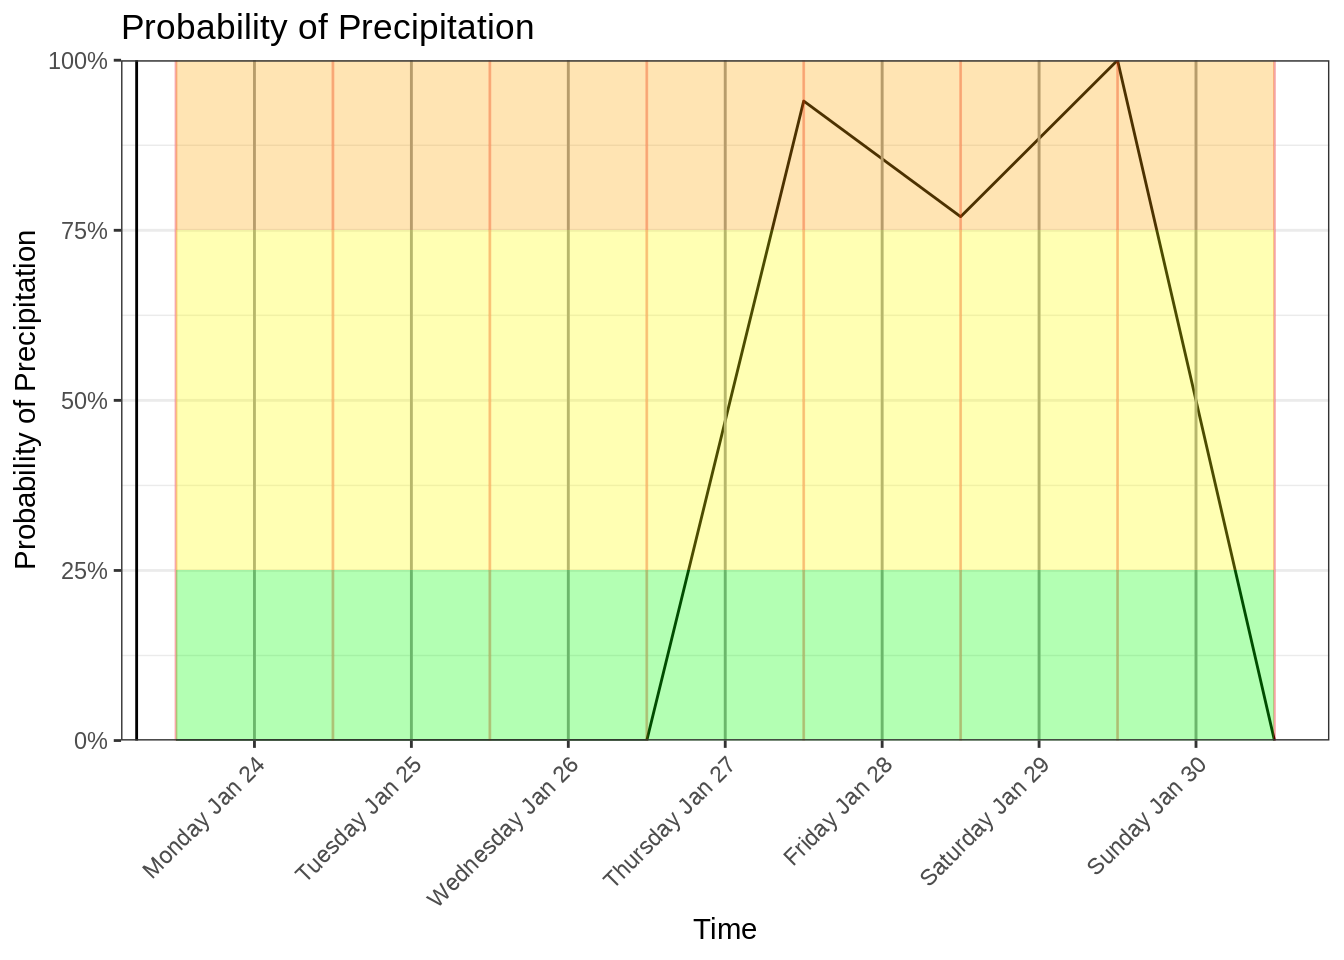 Probability of Precipitation
100%
75%
50%
25%
0%
Probability of Precipitation
Monday Jan 24
Tuesday Jan 25
Wednesday Jan 26
Thursday Jan 27
Friday Jan 28
Saturday Jan 29
Sunday Jan 30
Time